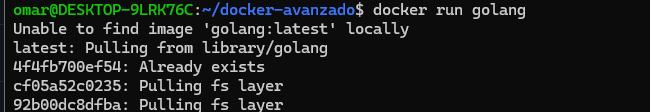 omar@DESKTOP-9LRK76C:~/docker-avanzado$ docker run golang
Unable to find image 'golang:latest' locally
latest: Pulling from library/golang
4f4fb700ef54: Already exists
cf05a52c0235: Pulling fs layer
92b00dc8dfba: Pulling fs layer